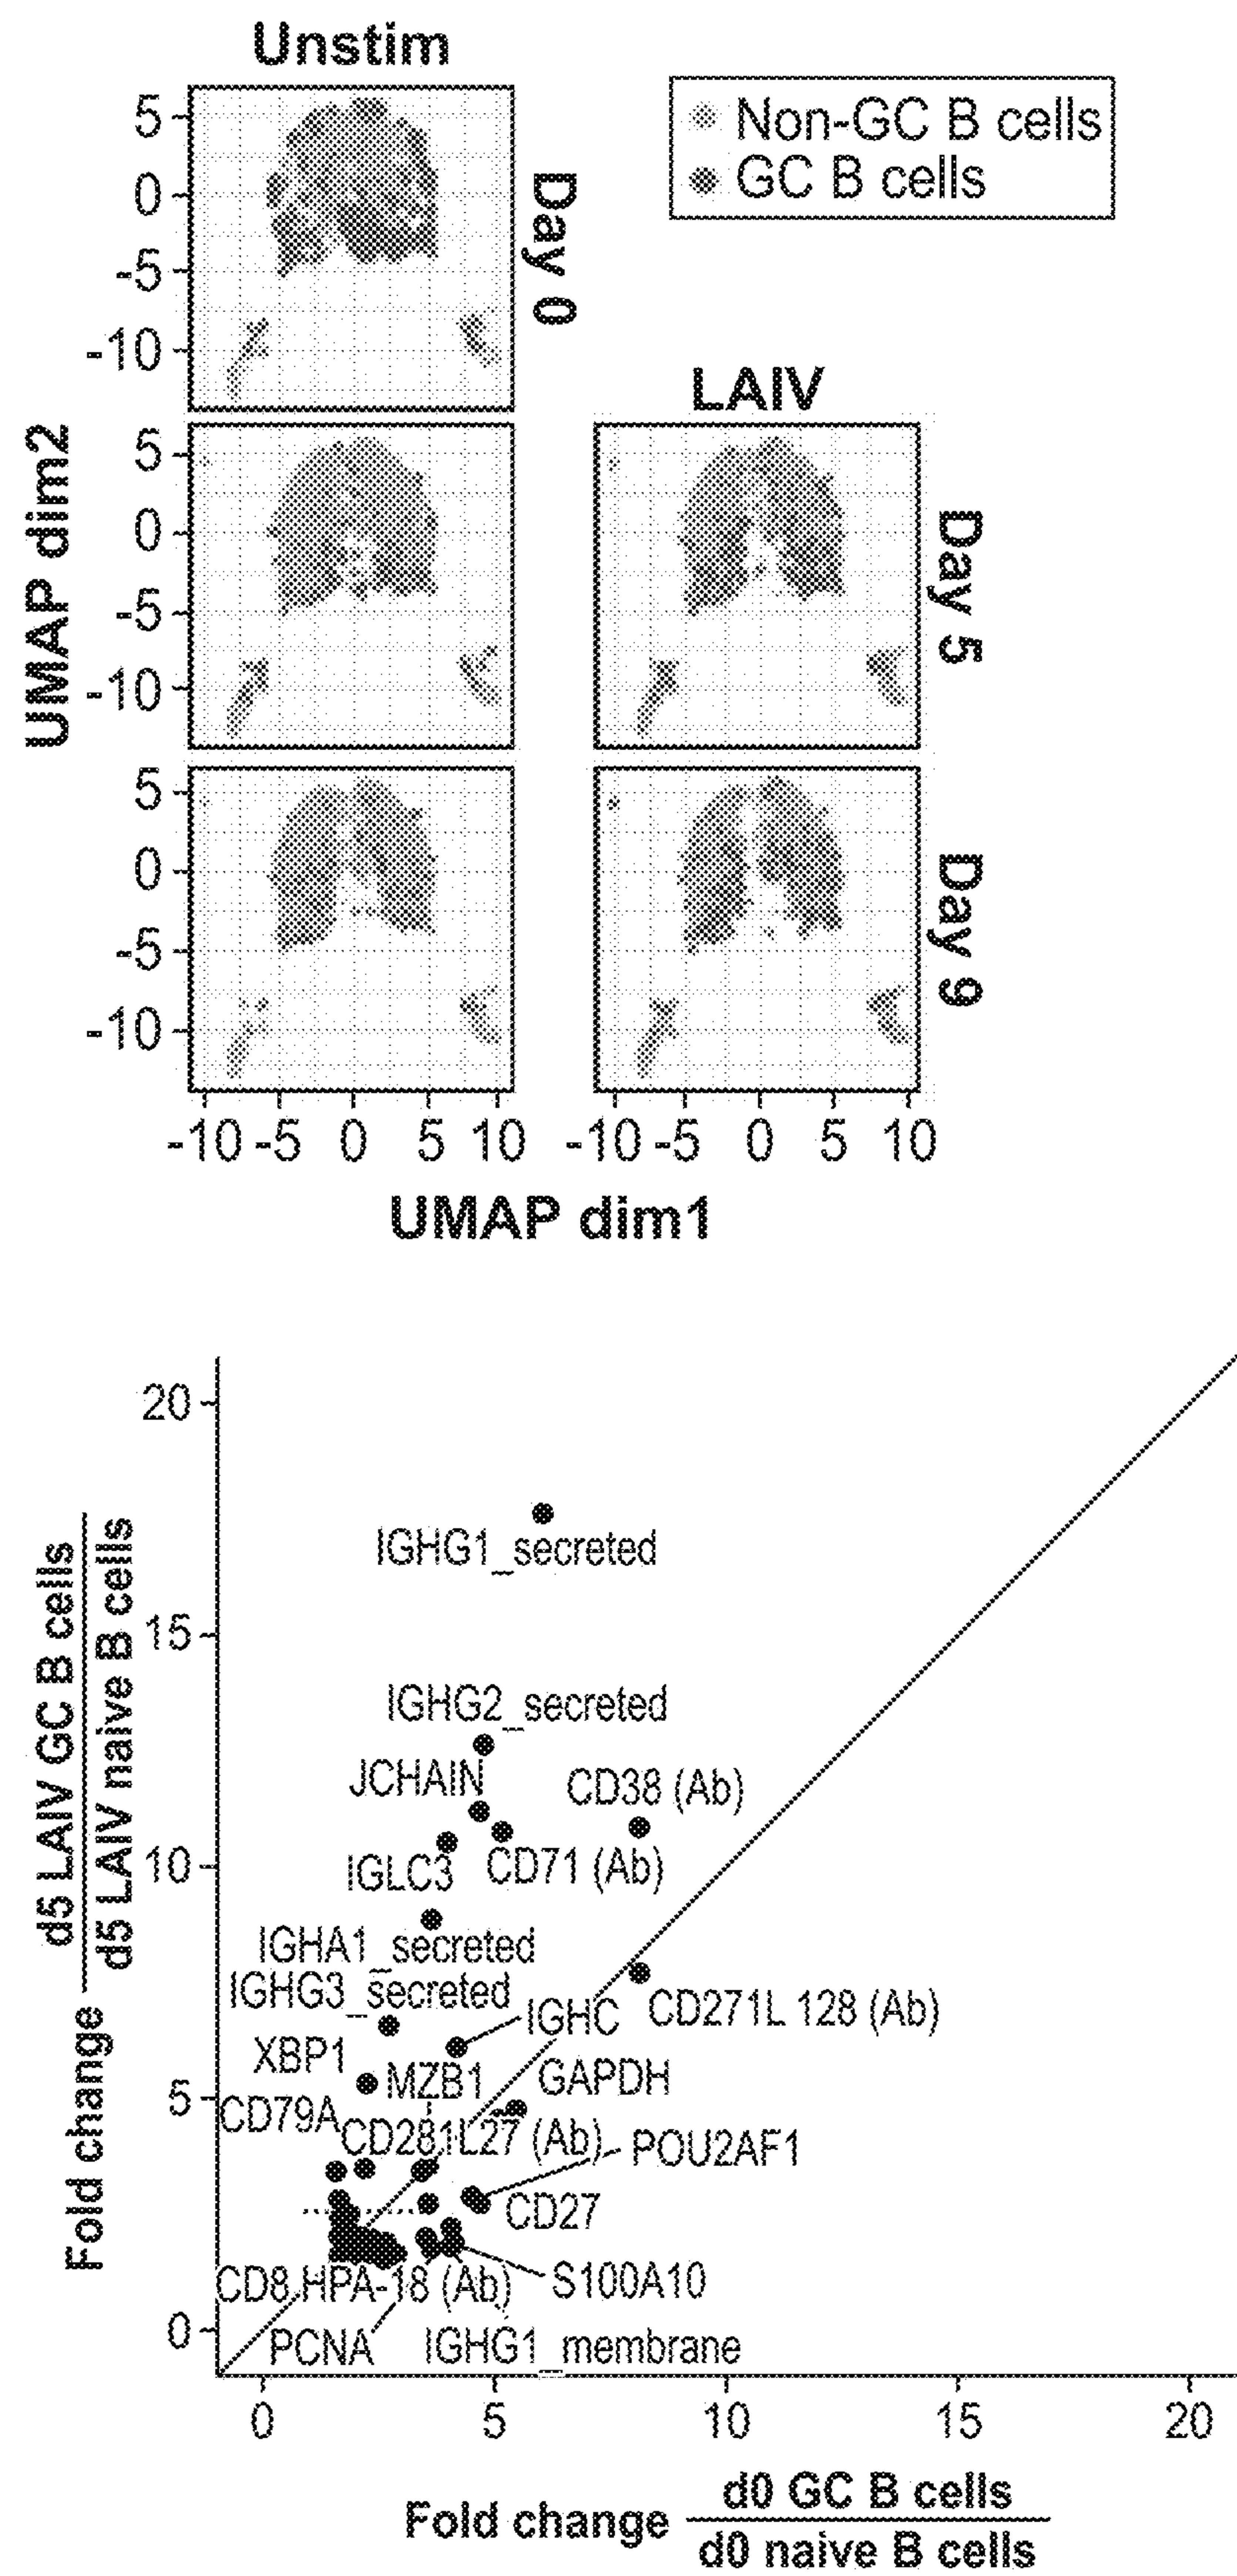 Unstim
Non-GC B cells
GC B cells
5
0
-5
-10
Day 0
LAIV
UMAP dim2
5
0
-5
-10
Day 5
5
0
-5
-10
Day 9
-10 -5 0 5 10
-10 -5 0 5 10
UMAP dim1
20
15
10
5
0
Fold change
d5 LAIV GC B cells
d5 LAIV naive B cells
IGHG1_secreted
IGHG2_secreted
JCHAIN
CD38 (Ab)
IGLC3
CD71 (Ab)
IGHA1_secreted
IGHG3_secreted
IGHC
CD271L 128 (Ab)
XBP1
MZB1
GAPDH
CD79A
CD281L27 (Ab)
POU2AF1
CD27
CD8.HPA-18 (Ab)
S100A10
PCNA
IGHG1_membrane
0 5 10 15 20
Fold change
d0 GC B cells
d0 naive B cells